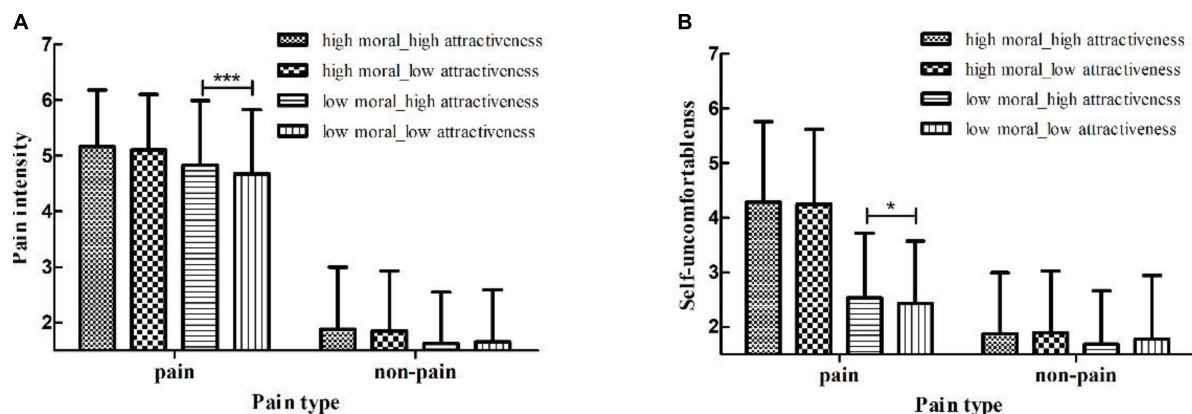 A
7
6
5
4
3
2
Pain intensity
high moral_high attractiveness
high moral_low attractiveness
low moral_high attractiveness
low moral_low attractiveness
***
pain
non-pain
Pain type
B
7
6
5
4
3
2
Self-uncomfortablenss
high moral_high attractiveness
high moral_low attractiveness
low moral_high attractiveness
low moral_low attractiveness
*
pain
non-pain
Pain type